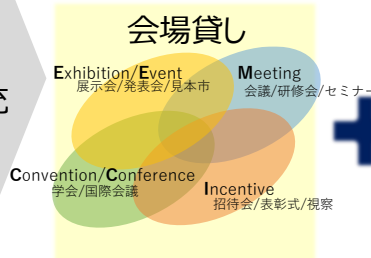 会場貸し
Exhibition/Event
展示会/発表会/見本市
Meeting
会議/研修会/セミナー
Convention/Conference
学会/国際会議
Incentive
招待会/表彰式/視察